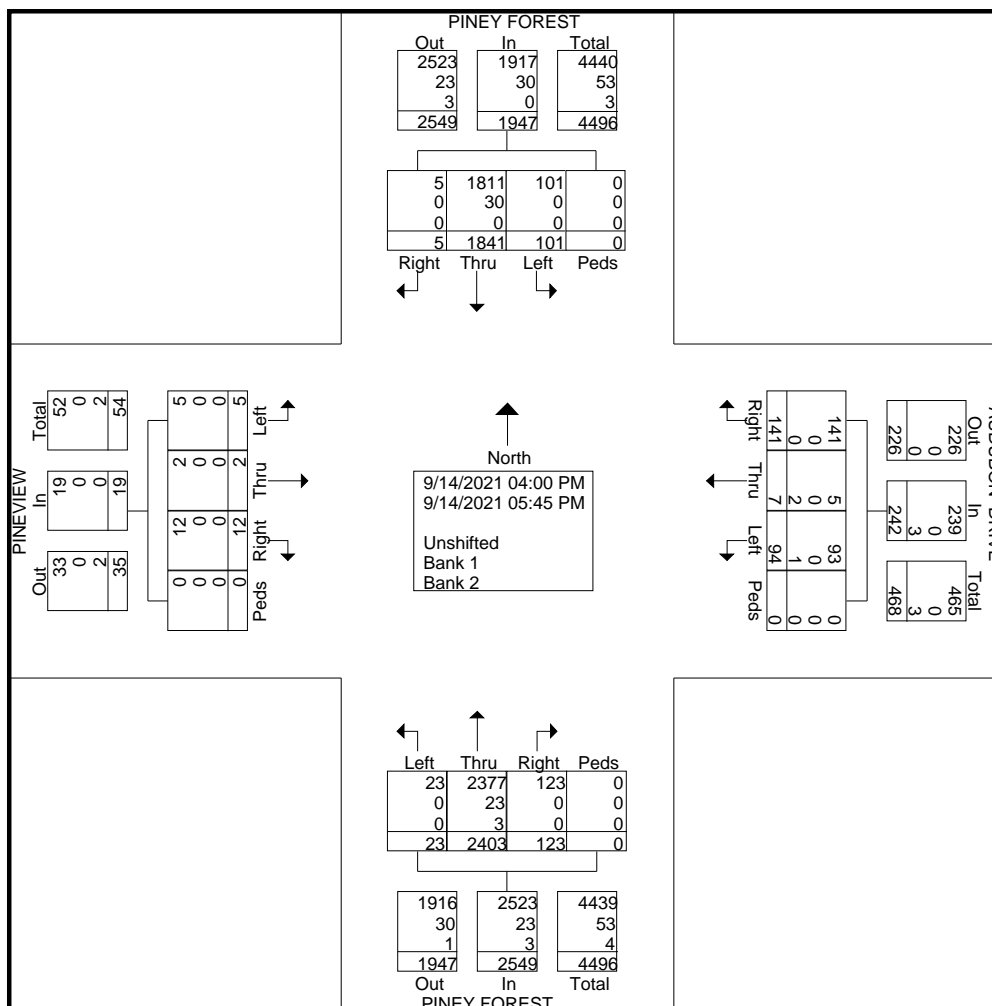 PINEY FOREST
Out In Total
2523 1917 4440
23 30 53
3 0 3
2549 1947 4496
5 1811 101 0
0 30 0 0
0 0 0 0
5 1841 101 0
Right Thru Left Peds
Total
52 0 2 54
In
19 0 0 19
Out
33 0 2 35
PINEVIEW
5 0 0 5
Left
2 0 0 2
Thru
12 0 0 12
Right
0 0 0 0
Peds
North
9/14/2021 04:00 PM
9/14/2021 05:45 PM
Unshifted
Bank 1
Bank 2
Right
141 0 0 141
Thru
5 0 2 7
Left
93 0 1 94
Peds
0 0 0 0
Out
226 0 0 226
In
239 0 3 242
Total
465 0 3 468
DRIVE
Left Thru Right Peds
23 2377 123 0
0 23 0 0
0 3 0 0
23 2403 123 0
1916 2523 4439
30 23 53
1 3 4
1947 2549 4496
Out In Total
PINEY FOREST